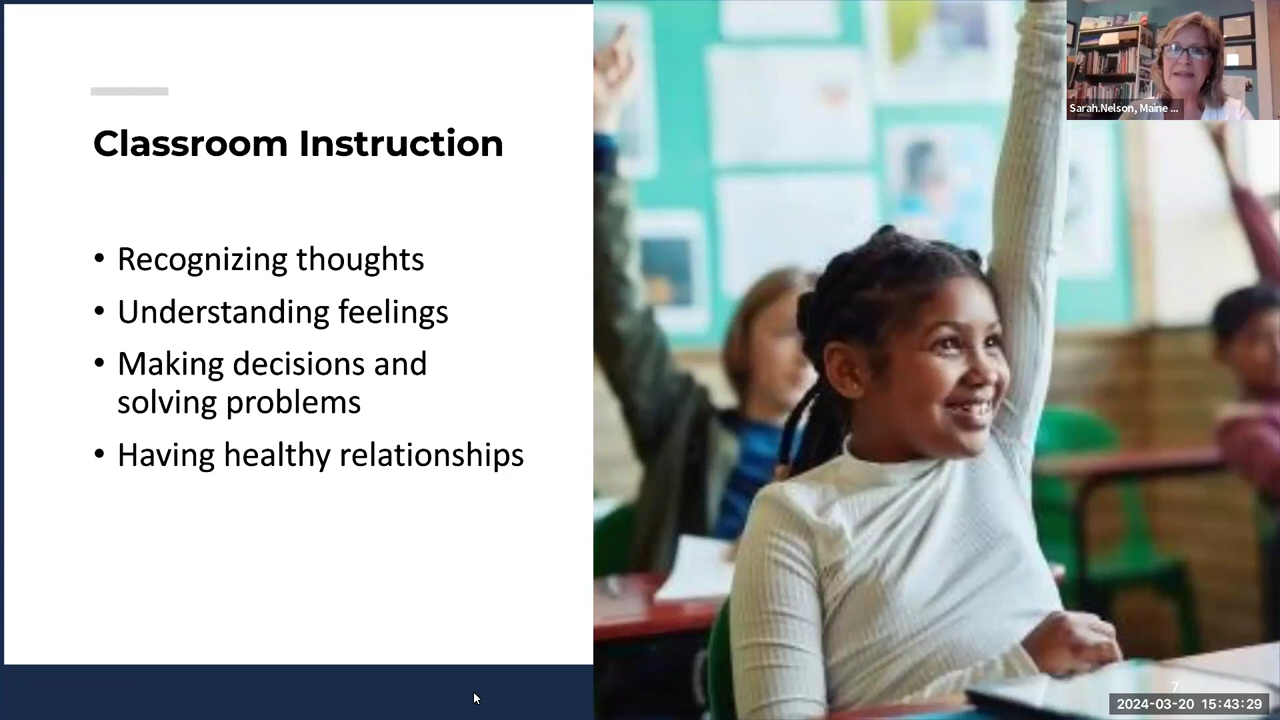 Sarah.Nelson, Maine ...
Classroom Instruction
• Recognizing thoughts
• Understanding feelings
• Making decisions and
solving problems
• Having healthy relationships
7
2024-03-20 15:43:29